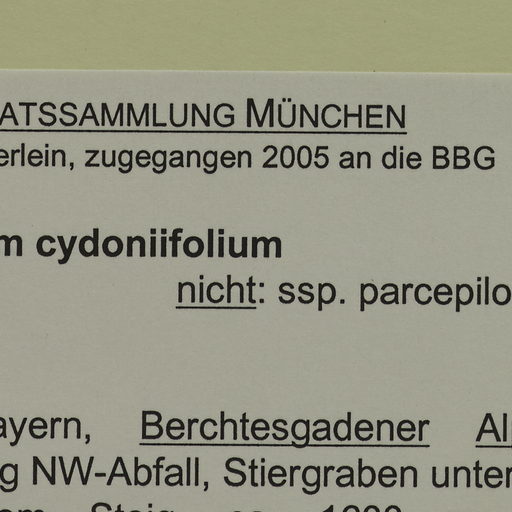 ATSSAMMLUNG MÜNCHEN
erlein, zugegangen 2005 an die BBG
m cydoniifolium
nicht: ssp. parcepilo
ayern, Berchtesgadener Al
g NW-Abfall, Stiergraben unter